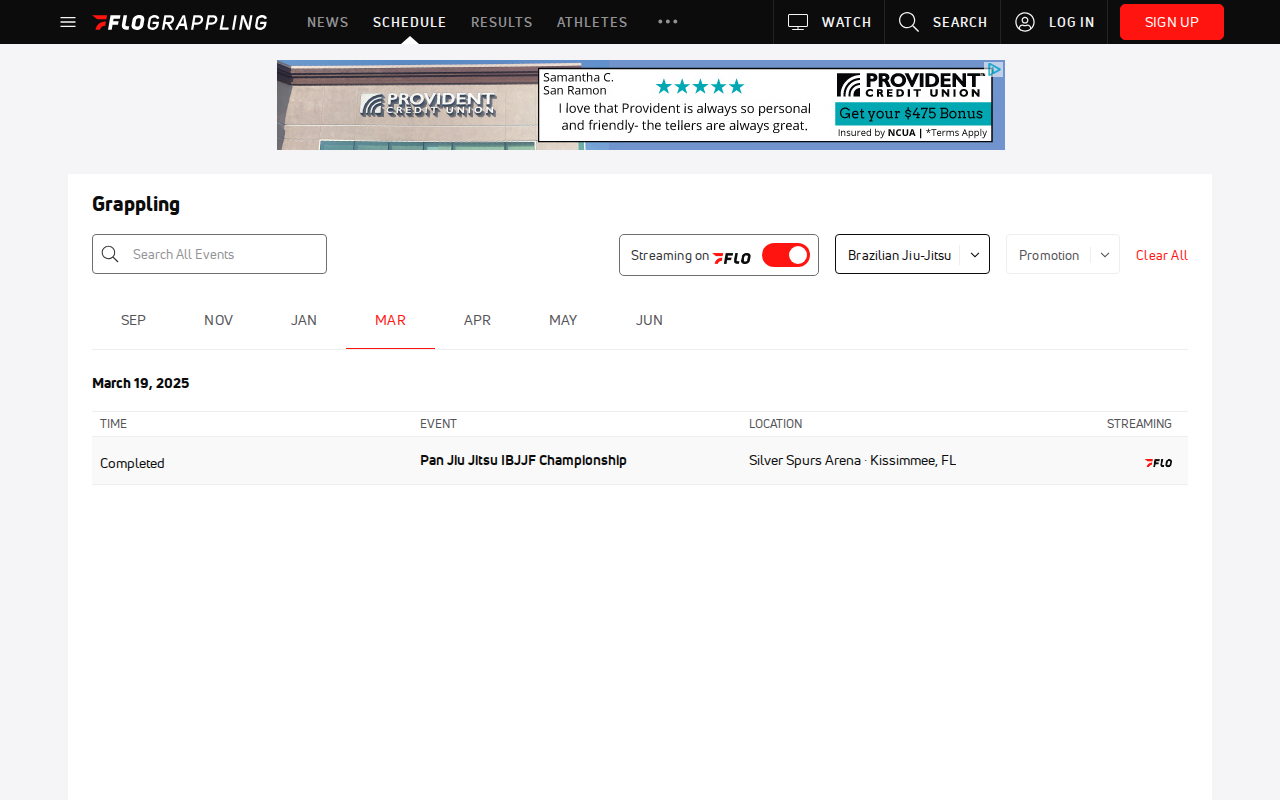 FLOGRAPPLING
NEWS
SCHEDULE
RESULTS
ATHLETES
WATCH
SEARCH
LOG IN
SIGN UP
PROVIDENT
CREDIT UNION
Samantha C.
San Ramon
I love that Provident is always so personal
and friendly- the tellers are always great.
PROVIDENT
CREDIT UNION
Get your $475 Bonus
Insured by NCUA | *Terms Apply
Grappling
Search All Events
Streaming on FLO
Brazilian Jiu-Jitsu
Promotion
Clear All
SEP
NOV
JAN
MAR
APR
MAY
JUN
March 19, 2025
TIME
EVENT
LOCATION
STREAMING
Completed
Pan Jiu Jitsu IBJJF Championship
Silver Spurs Arena · Kissimmee, FL
FLO